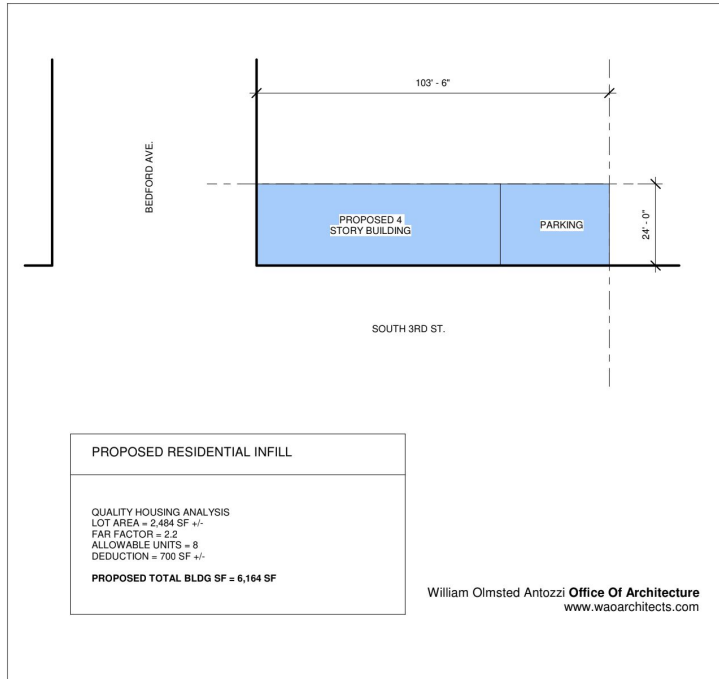 103' - 6"
BEDFORD AVE.
PROPOSED 4
STORY BUILDING
PARKING
24' - 0"
SOUTH 3RD ST.
PROPOSED RESIDENTIAL INFILL
QUALITY HOUSING ANALYSIS
LOT AREA = 2,484 SF +/-
FAR FACTOR = 2.2
ALLOWABLE UNITS = 8
DEDUCTION = 700 SF +/-
PROPOSED TOTAL BLDG SF = 6,164 SF
William Olmsted Antozzi Office Of Architecture
www.waoarchitects.com